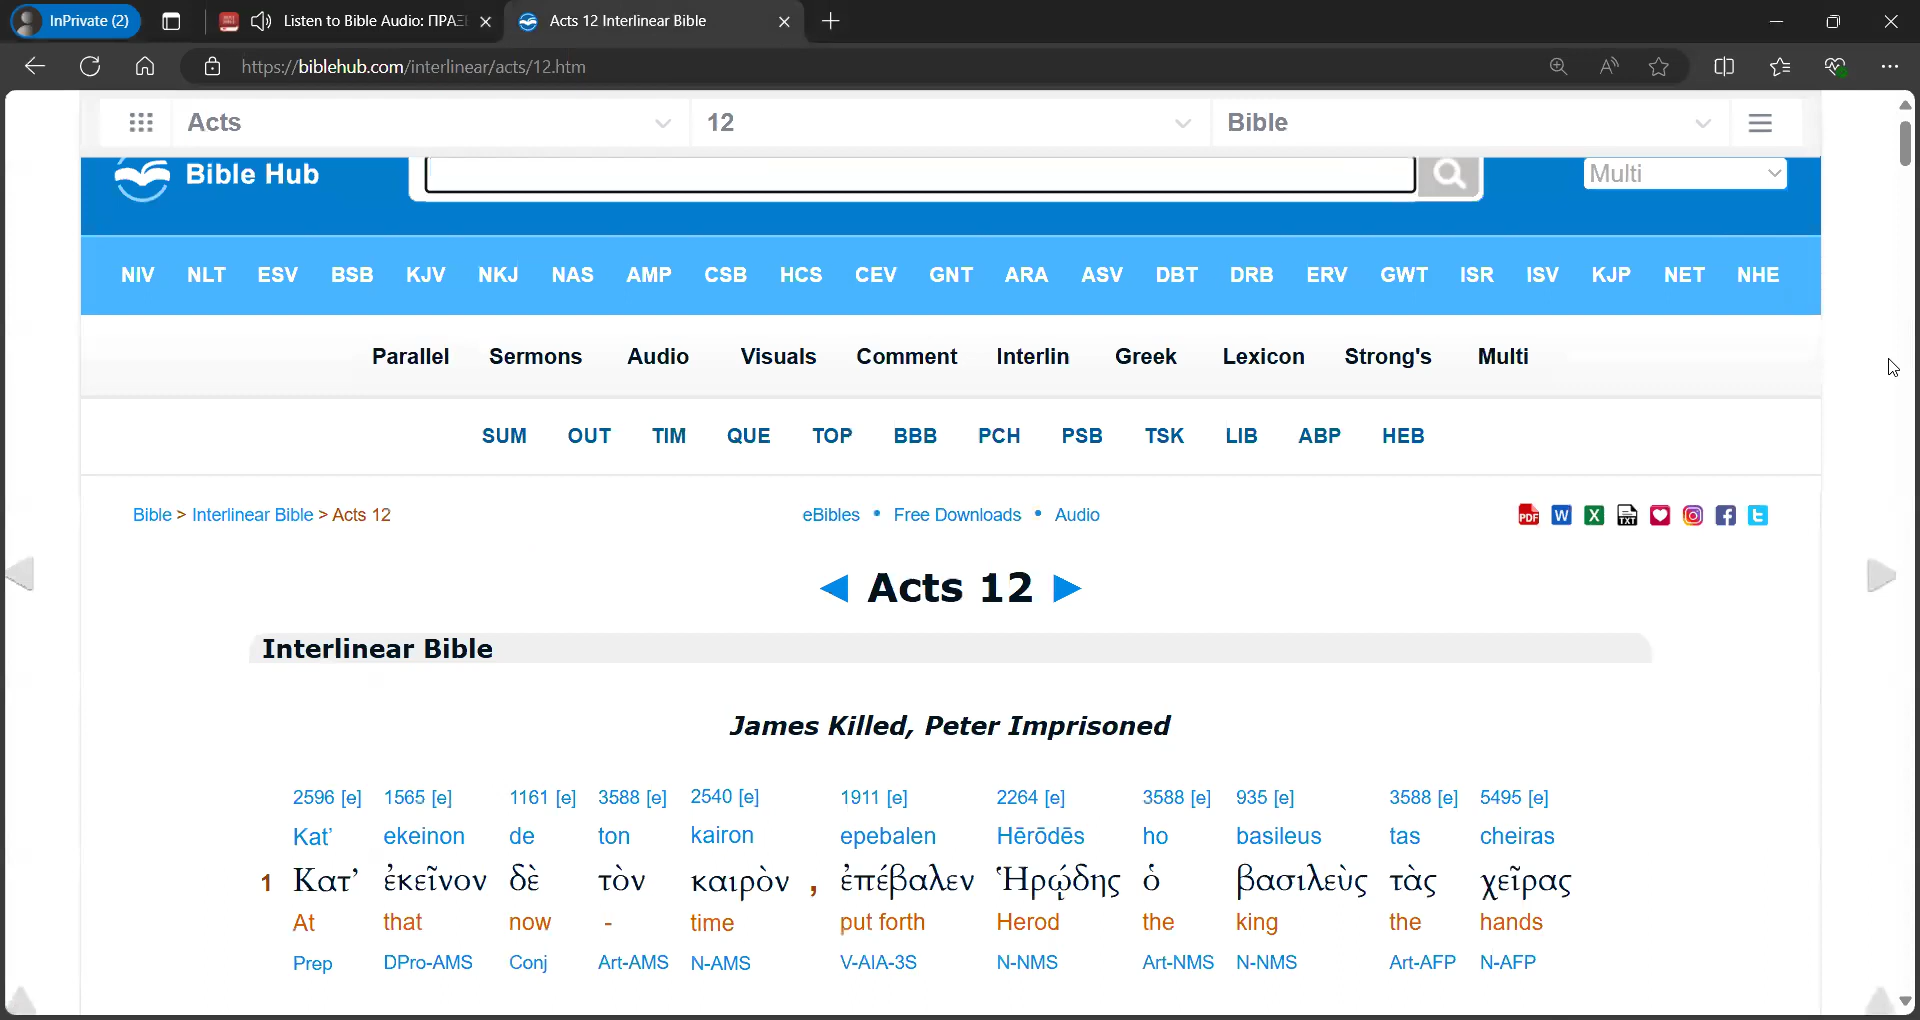 InPrivate (2)
Listen to Bible Audio: ΠΡΑΞ
Acts 12 Interlinear Bible
https://biblehub.com/interlinear/acts/12.htm
Acts 12 Bible
Bible Hub Multi
NIV NLT ESV BSB KJV NKJ NAS AMP CSB HCS CEV GNT ARA ASV DBT DRB ERV GWT ISR ISV KJP NET NHE
Parallel Sermons Audio Visuals Comment Interlin Greek Lexicon Strong's Multi
SUM OUT TIM QUE TOP BBB PCH PSB TSK LIB ABP HEB
Bible > Interlinear Bible > Acts 12 eBibles • Free Downloads • Audio PDF W X TXT
◄ Acts 12 ►
Interlinear Bible
James Killed, Peter Imprisoned
2596 [e] 1565 [e] 1161 [e] 3588 [e] 2540 [e] 1911 [e] 2264 [e] 3588 [e] 935 [e] 3588 [e] 5495 [e]
Kat’ ekeinon de ton kairon epebalen Hērōdēs ho basileus tas cheiras
1 Κατ’ ἐκεῖνον δὲ τὸν καιρὸν , ἐπέβαλεν Ἡρῴδης ὁ βασιλεὺς τὰς χεῖρας
At that now - time put forth Herod the king the hands
Prep DPro-AMS Conj Art-AMS N-AMS V-AIA-3S N-NMS Art-NMS N-NMS Art-AFP N-AFP